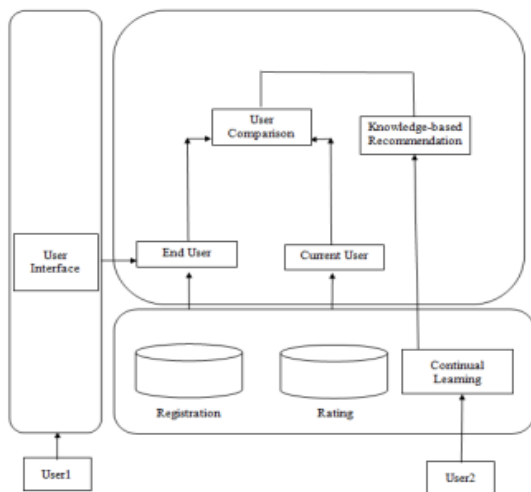 User
Comparison
Knowledge-based
Recommendation
User
Interface
End User
Current User
Continual
Learning
Registration
Rating
User1
User2